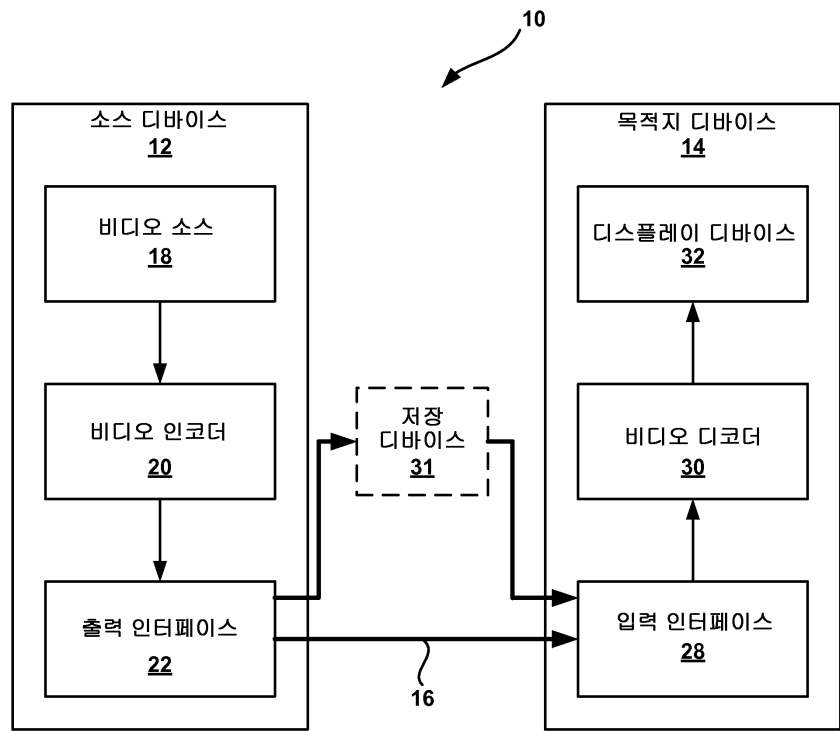 10
소스 디바이스
12
비디오 소스
18
비디오 인코더
20
출력 인터페이스
22
저장
디바이스
31
16
목적지 디바이스
14
디스플레이 디바이스
32
비디오 디코더
30
입력 인터페이스
28